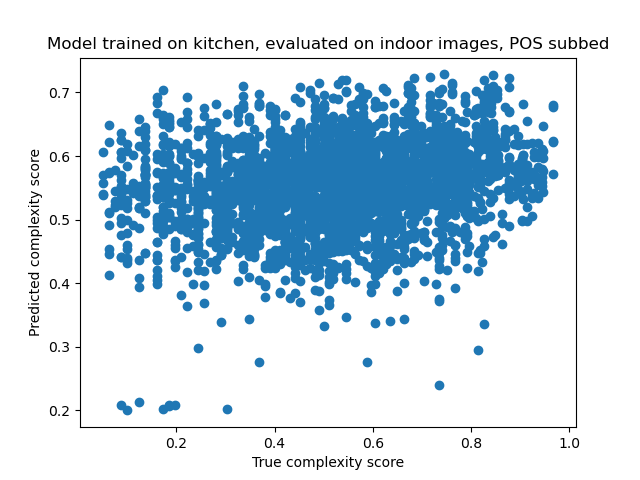 Model trained on kitchen, evaluated on indoor images, POS subbed
Predicted complexity score
0.7
0.6
0.5
0.4
0.3
0.2
0.2 0.4 0.6 0.8 1.0
True complexity score